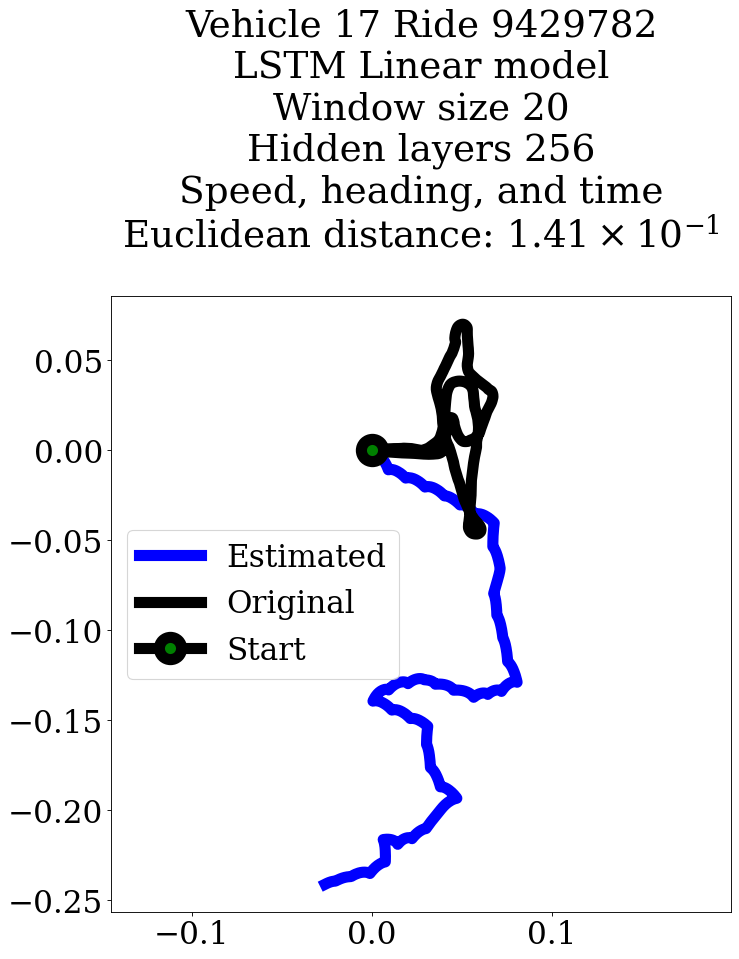 Vehicle 17 Ride 9429782
LSTM Linear model
Window size 20
Hidden layers 256
Speed, heading, and time
Euclidean distance: 1.41 × 10⁻¹
0.05
0.00
−0.05
−0.10
−0.15
−0.20
−0.25
Estimated
Original
Start
−0.1
0.0
0.1